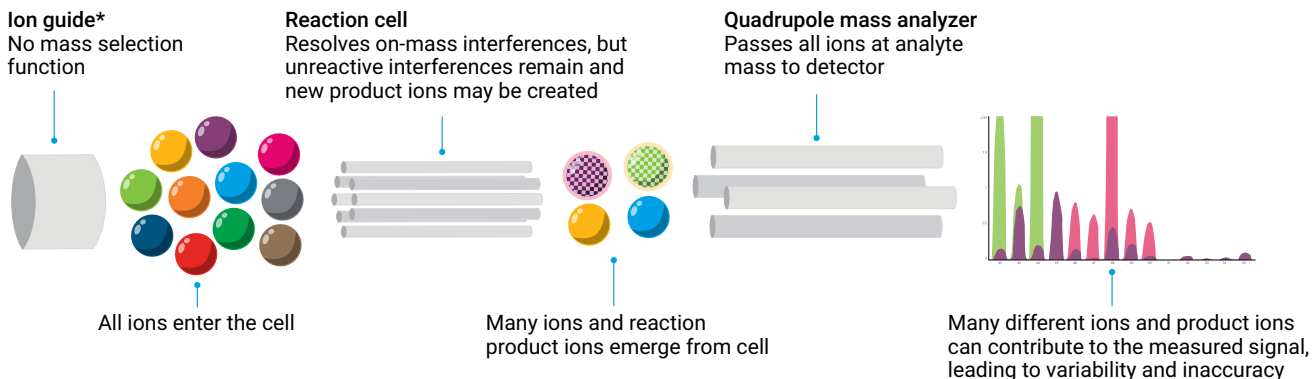 Ion guide*
No mass selection
function
Reaction cell
Resolves on-mass interferences, but
unreactive interferences remain and
new product ions may be created
Quadrupole mass analyzer
Passes all ions at analyte
mass to detector
All ions enter the cell
Many ions and reaction
product ions emerge from cell
Many different ions and product ions
can contribute to the measured signal,
leading to variability and inaccuracy